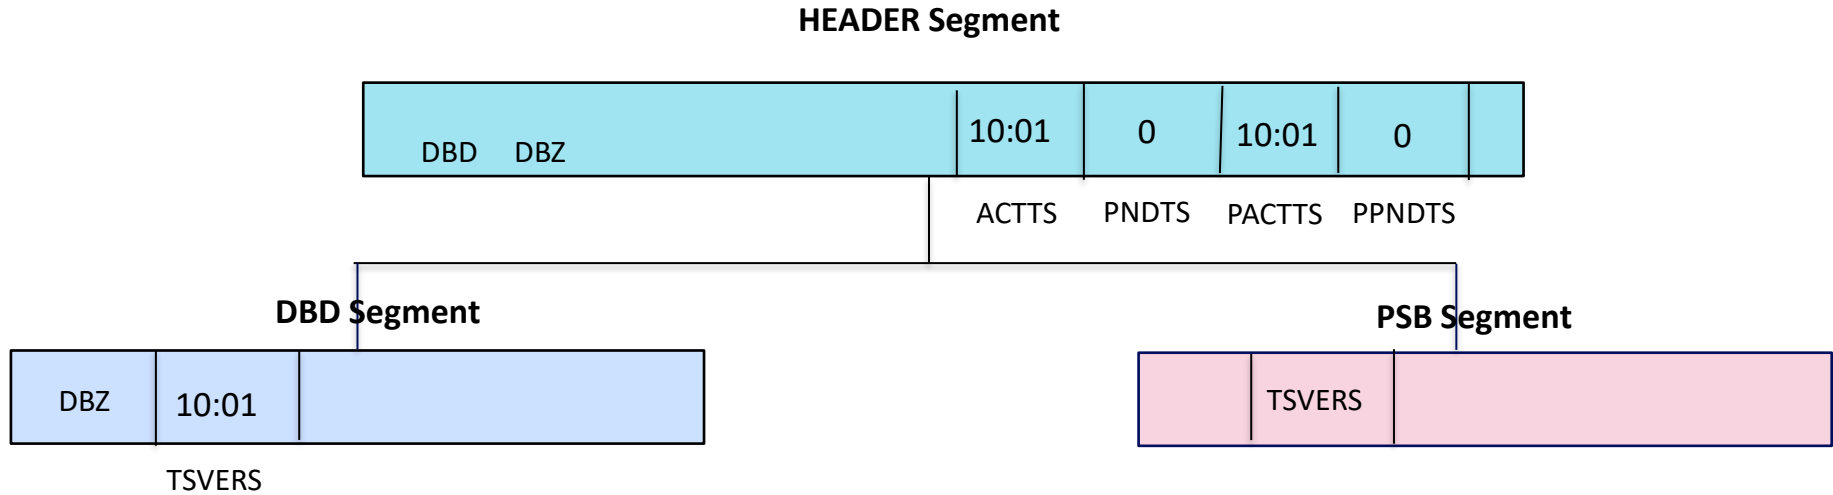 HEADER Segment
DBD DBZ
10:01 0 10:01 0
ACTTS PNDTS PACTTS PPNDTS
DBD Segment
PSB Segment
DBZ 10:01
TSVERS
TSVERS